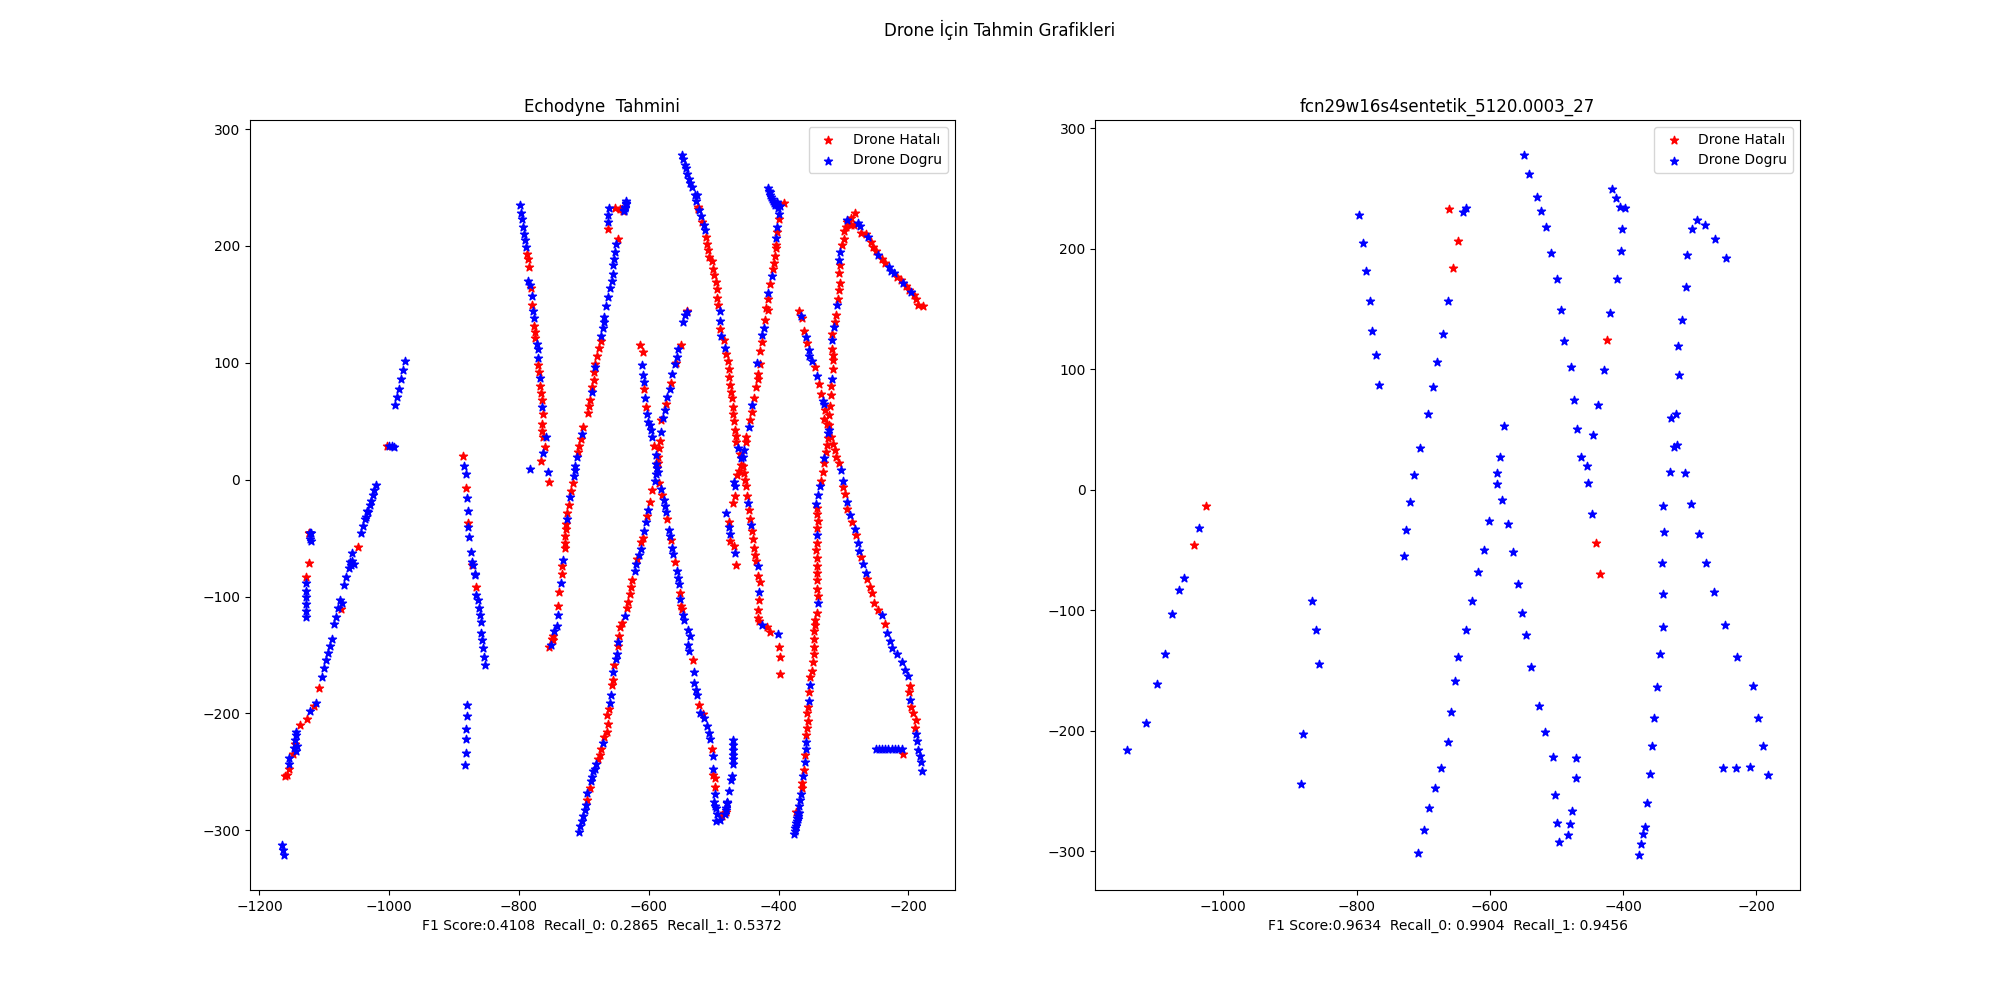 Drone İçin Tahmin Grafikleri
Echodyne  Tahmini
Drone Hatalı
Drone Dogru
300
200
100
0
−100
−200
−300
−1200
−1000
−800
−600
−400
−200
F1 Score:0.4108  Recall_0: 0.2865  Recall_1: 0.5372
fcn29w16s4sentetik_5120.0003_27
Drone Hatalı
Drone Dogru
300
200
100
0
−100
−200
−300
−1000
−800
−600
−400
−200
F1 Score:0.9634  Recall_0: 0.9904  Recall_1: 0.9456